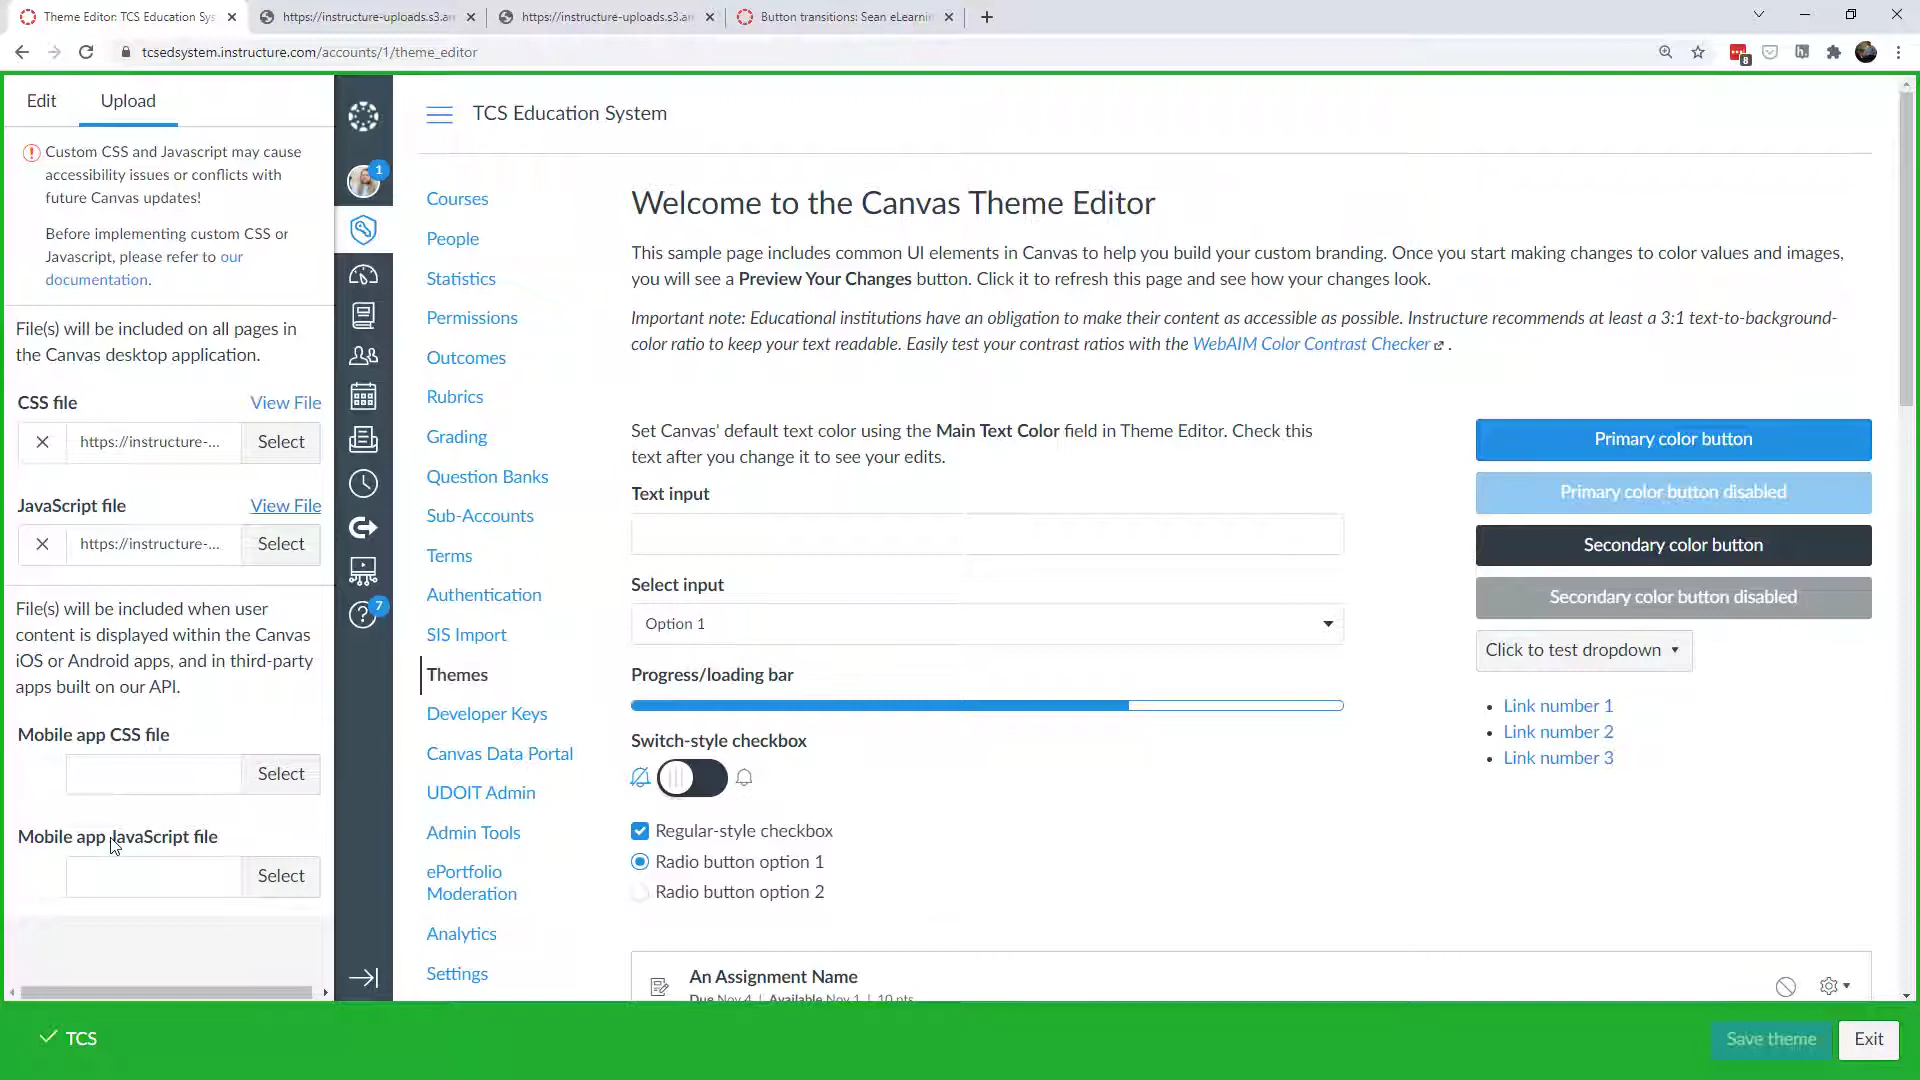 Theme Editor: TCS Education Sys
https://instructure-uploads.s3.an
https://instructure-uploads.s3.an
Button transitions: Sean eLearnin
tcsedsystem.instructure.com/accounts/1/theme_editor
8
Edit
Upload
Custom CSS and Javascript may cause
accessibility issues or conflicts with
future Canvas updates!
Before implementing custom CSS or
Javascript, please refer to our
documentation.
File(s) will be included on all pages in
the Canvas desktop application.
CSS file
View File
https://instructure-...
Select
JavaScript file
View File
https://instructure-...
Select
File(s) will be included when user
content is displayed within the Canvas
iOS or Android apps, and in third-party
apps built on our API.
Mobile app CSS file
Select
Mobile app JavaScript file
Select
1
7
TCS Education System
Courses
People
Statistics
Permissions
Outcomes
Rubrics
Grading
Question Banks
Sub-Accounts
Terms
Authentication
SIS Import
Themes
Developer Keys
Canvas Data Portal
UDOIT Admin
Admin Tools
ePortfolio
Moderation
Analytics
Settings
Welcome to the Canvas Theme Editor
This sample page includes common UI elements in Canvas to help you build your custom branding. Once you start making changes to color values and images,
you will see a Preview Your Changes button. Click it to refresh this page and see how your changes look.
Important note: Educational institutions have an obligation to make their content as accessible as possible. Instructure recommends at least a 3:1 text-to-background-
color ratio to keep your text readable. Easily test your contrast ratios with the WebAIM Color Contrast Checker .
Set Canvas' default text color using the Main Text Color field in Theme Editor. Check this
text after you change it to see your edits.
Text input
Select input
Option 1
Progress/loading bar
Switch-style checkbox
Regular-style checkbox
Radio button option 1
Radio button option 2
Primary color button
Primary color button disabled
Secondary color button
Secondary color button disabled
Click to test dropdown
Link number 1
Link number 2
Link number 3
An Assignment Name
Due Nov 4 | Available Nov 1 | 10 pts
TCS
Save theme
Exit